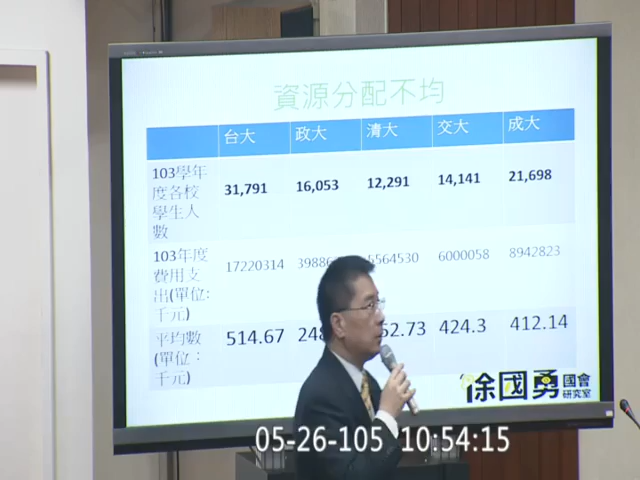 資源分配不均
台大 政大 清大 交大 成大
103學年
度各校
學生人
數
31,791 16,053 12,291 14,141 21,698
103年度
費用支
出(單位:
千元)
17220314 564530 6000058 8942823
平均數
(單位：
千元)
514.67 52.73 424.3 412.14
徐國勇 國會
研究室
05-26-105 10:54:15